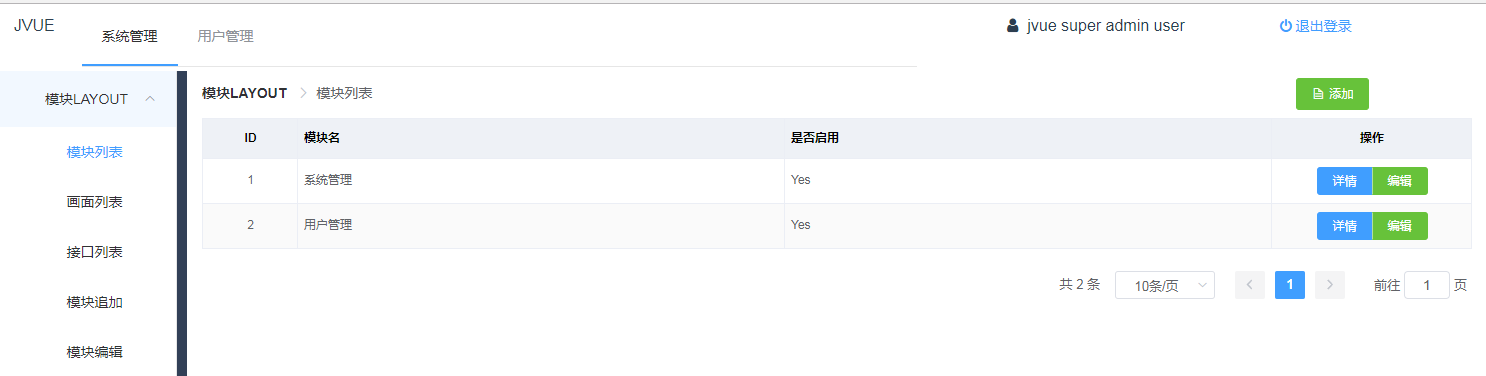 JVUE 系统管理 用户管理 jvue super admin user 退出登录
模块LAYOUT
模块列表
画面列表
接口列表
模块追加
模块编辑
模块LAYOUT 模块列表 添加
ID 模块名 是否启用 操作
1 系统管理 Yes 详情 编辑
2 用户管理 Yes 详情 编辑
共 2 条 10条/页 1 前往 1 页